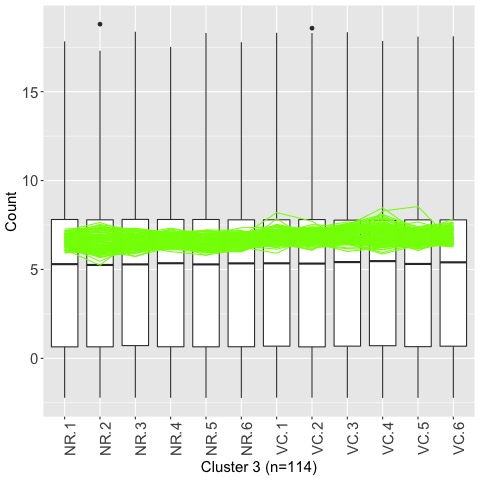 Count
15
10
5
0
NR.1
NR.2
NR.3
NR.4
NR.5
NR.6
VC.1
VC.2
VC.3
VC.4
VC.5
VC.6
Cluster 3 (n=114)